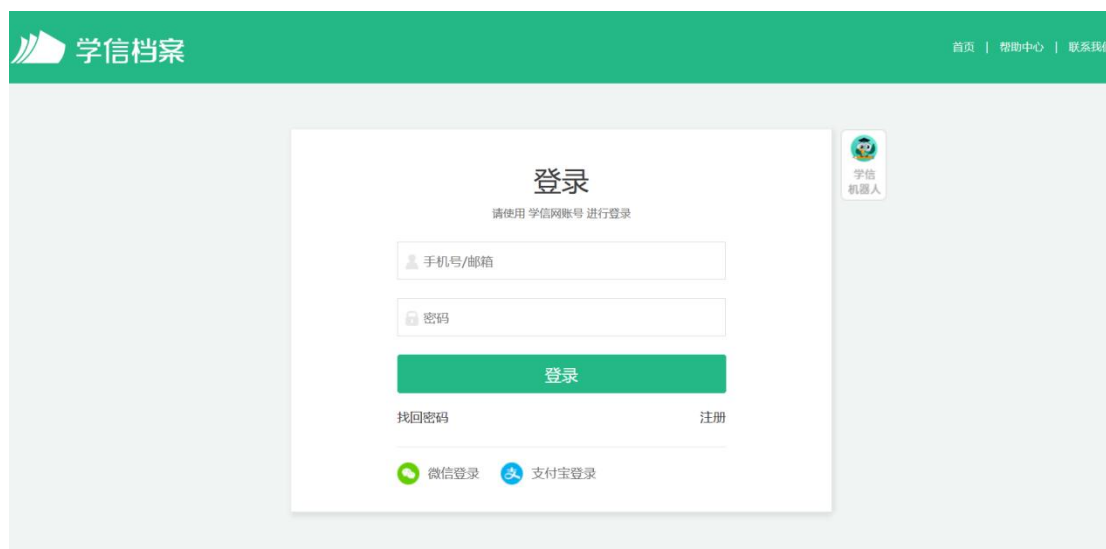 学信档案
首页 | 帮助中心 | 联系我们
登录
请使用 学信网账号 进行登录
学信
机器人
手机号/邮箱
密码
登录
找回密码 注册
微信登录 支付宝登录